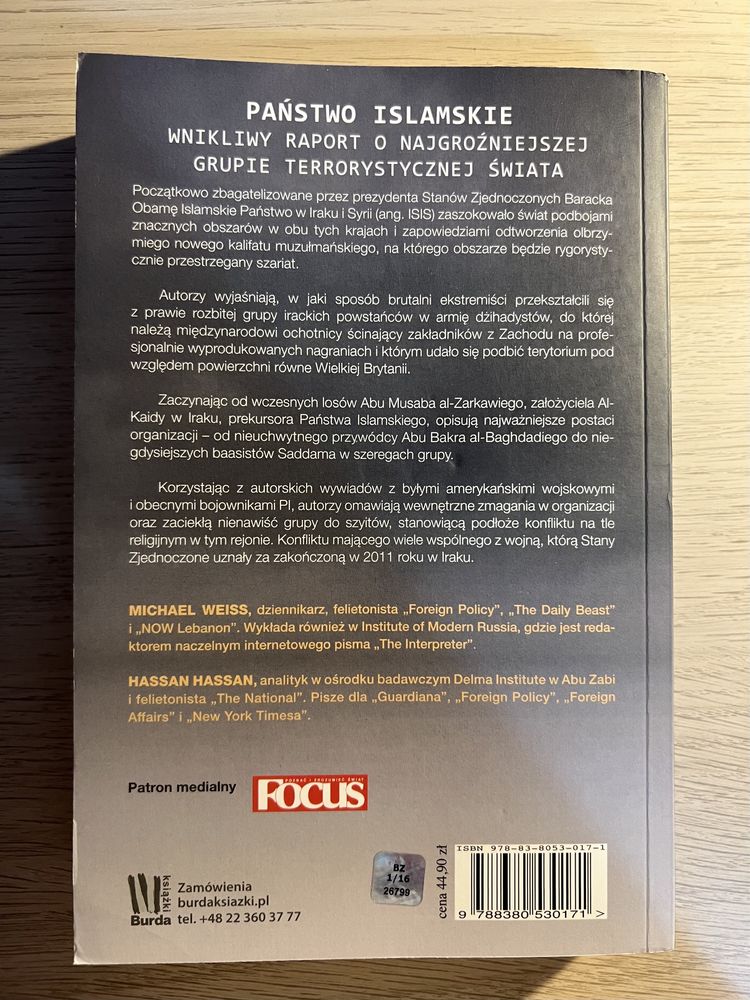 PAŃSTWO ISLAMSKIE
WNIKLIWY RAPORT O NAJGROŹNIEJSZEJ
GRUPIE TERRORYSTYCZNEJ ŚWIATA
Początkowo zbagatelizowane przez prezydenta Stanów Zjednoczonych Baracka
Obamę Islamskie Państwo w Iraku i Syrii (ang. ISIS) zaszokowało świat podbojami
znacznych obszarów w obu tych krajach i zapowiedziami odtworzenia olbrzy-
miego nowego kalifatu muzułmańskiego, na którego obszarze będzie rygorysty-
cznie przestrzegany szariat.
Autorzy wyjaśniają, w jaki sposób brutalni ekstremiści przekształcili się
z prawie rozbitej grupy irackich powstańców w armię dżihadystów, do której
należą międzynarodowi ochotnicy ścinający zakładników z Zachodu na profe-
sjonalnie wyprodukowanych nagraniach i którym udało się podbić terytorium pod
względem powierzchni równe Wielkiej Brytanii.
Zaczynając od wczesnych losów Abu Musaba al-Zarkawiego, założyciela Al-
Kaidy w Iraku, prekursora Państwa Islamskiego, opisują najważniejsze postaci
organizacji – od nieuchwytnego przywódcy Abu Bakra al-Baghdadiego do nie-
gdysiejszych baasistów Saddama w szeregach grupy.
Korzystając z autorskich wywiadów z byłymi amerykańskimi wojskowymi
i obecnymi bojownikami PI, autorzy omawiają wewnętrzne zmagania w organizacji
oraz zaciekłą nienawiść grupy do szyitów, stanowiącą podłoże konfliktu na tle
religijnym w tym rejonie. Konfliktu mającego wiele wspólnego z wojną, którą Stany
Zjednoczone uznały za zakończoną w 2011 roku w Iraku.
MICHAEL WEISS, dziennikarz, felietonista „Foreign Policy”, „The Daily Beast”
i „NOW Lebanon”. Wykłada również w Institute of Modern Russia, gdzie jest reda-
ktorem naczelnym internetowego pisma „The Interpreter”.
HASSAN HASSAN, analityk w ośrodku badawczym Delma Institute w Abu Zabi
i felietonista „The National”. Pisze dla „Guardiana”, „Foreign Policy”, „Foreign
Affairs” i „New York Timesa”.
Patron medialny
POZNAĆ I ZROZUMIEĆ ŚWIAT
FOCUS
książki
Burda
Zamówienia
burdaksiazki.pl
tel. +48 22 360 37 77
BZ
1/16
26799
cena 44,90 zł
ISBN 978-83-8053-017-1
9 788380 530171 >